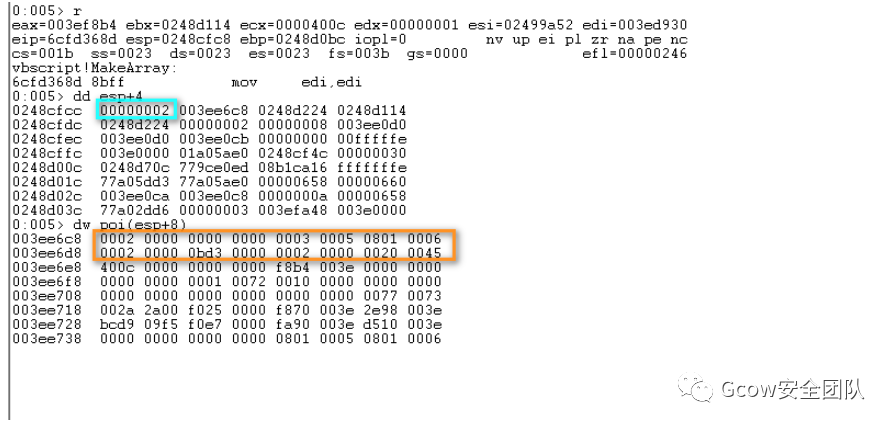 0:005> r
eax=003ef8b4 ebx=0248d114 ecx=0000400c edx=00000001 esi=02499a52 edi=003ed930
eip=6cfd368d esp=0248cfc8 ebp=0248d0bc iopl=0 nv up ei pl zr na pe nc
cs=001b ss=0023 ds=0023 es=0023 fs=003b gs=0000 efl=00000246
vbscript!MakeArray:
6cfd368d 8bff mov edi,edi
0:005> dd esp+4
0248cfcc 00000002 003ee6c8 0248d224 0248d114
0248cfdc 0248d224 00000002 00000008 003ee0d0
0248cfec 003ee0d0 003ee0cb 00000000 00fffffe
0248cffc 003e0000 01a05ae0 0248cf4c 00000030
0248d00c 0248d70c 779ce0ed 08b1ca16 fffffffe
0248d01c 77a05dd3 77a05ae0 00000658 00000660
0248d02c 003ee0ca 003ee0c8 0000000a 00000658
0248d03c 77a02dd6 00000003 003efa48 003e0000
0:005> dw poi(esp+8)
003ee6c8 0002 0000 0000 0000 0003 0005 0801 0006
003ee6d8 0002 0000 0bd3 0000 0002 0000 0020 0045
003ee6e8 400c 0000 0000 0000 f8b4 003e 0000 0000
003ee6f8 0000 0000 0001 0072 0010 0000 0000 0000
003ee708 0000 0000 0000 0000 0000 0000 0077 0073
003ee718 002a 2a00 f025 0000 f870 003e 2e98 003e
003ee728 bcd9 09f5 f0e7 0000 fa90 003e d510 003e
003ee738 0000 0000 0000 0000 0801 0005 0801 0006
Gcow安全团队